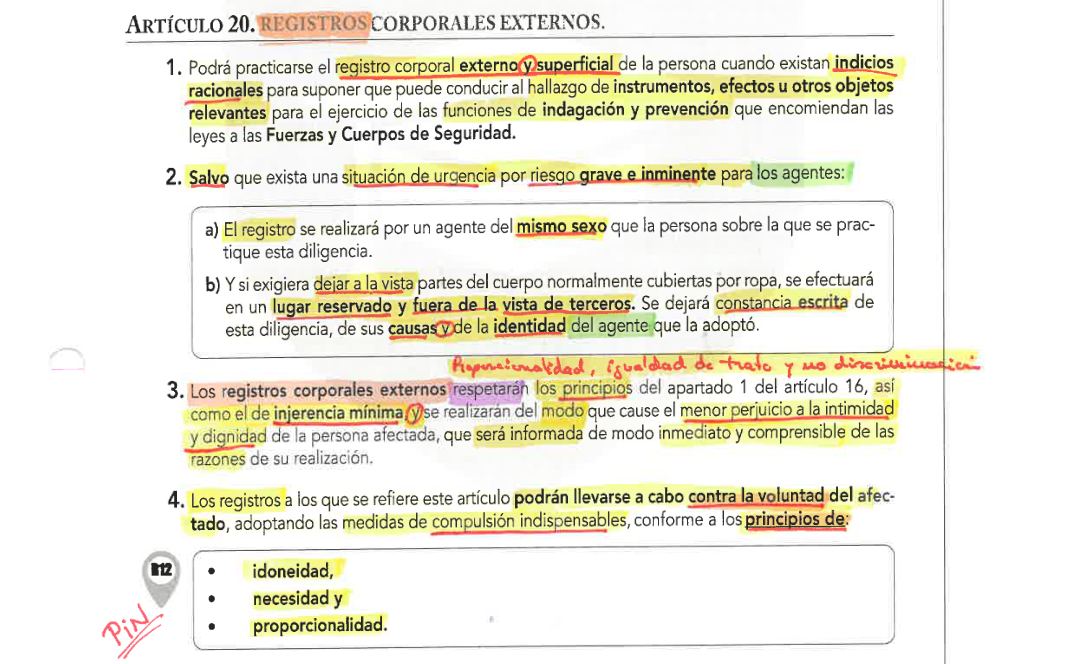 ARTÍCULO 20. REGISTROS CORPORALES EXTERNOS.
1. Podrá practicarse el registro corporal externo y superficial de la persona cuando existan indicios
racionales para suponer que puede conducir al hallazgo de instrumentos, efectos u otros objetos
relevantes para el ejercicio de las funciones de indagación y prevención que encomiendan las
leyes a las Fuerzas y Cuerpos de Seguridad.
2. Salvo que exista una situación de urgencia por riesgo grave e inminente para los agentes:
a) El registro se realizará por un agente del mismo sexo que la persona sobre la que se prac-
tique esta diligencia.
b) Y si exigiera dejar a la vista partes del cuerpo normalmente cubiertas por ropa, se efectuará
en un lugar reservado y fuera de la vista de terceros. Se dejará constancia escrita de
esta diligencia, de sus causas y de la identidad del agente que la adoptó.
Proporcionalidad, igualdad de trato y no discriminación
3. Los registros corporales externos respetarán los principios del apartado 1 del artículo 16, así
como el de injerencia mínima, y se realizarán del modo que cause el menor perjuicio a la intimidad
y dignidad de la persona afectada, que será informada de modo inmediato y comprensible de las
razones de su realización.
4. Los registros a los que se refiere este artículo podrán llevarse a cabo contra la voluntad del afec-
tado, adoptando las medidas de compulsión indispensables, conforme a los principios de:
B12
• idoneidad,
• necesidad y
• proporcionalidad.
PiN